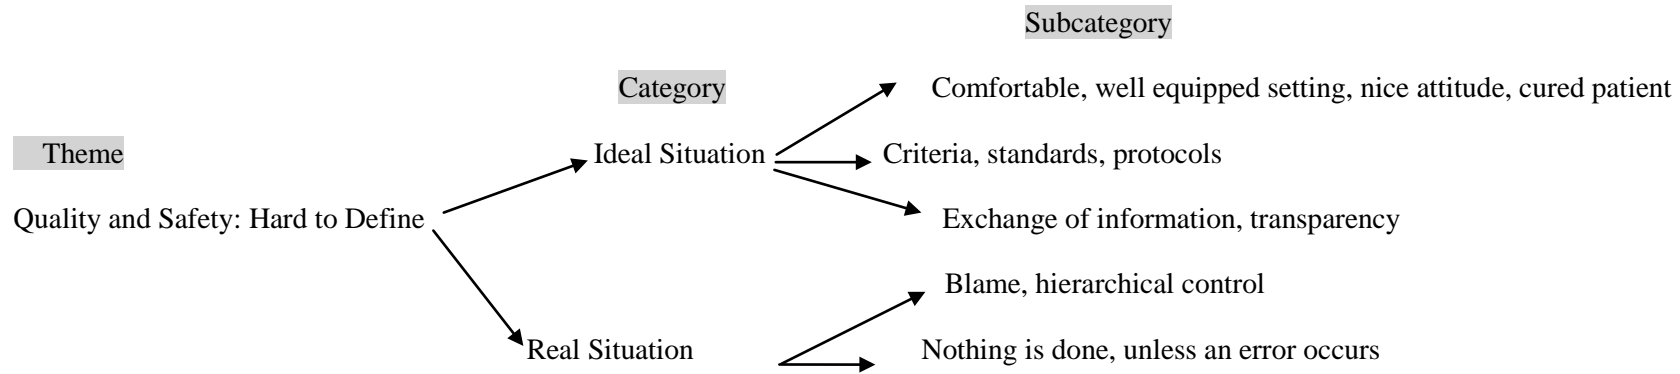 Subcategory
Category
Comfortable, well equipped setting, nice attitude, cured patient
Theme
Ideal Situation
Criteria, standards, protocols
Quality and Safety: Hard to Define
Exchange of information, transparency
Blame, hierarchical control
Real Situation
Nothing is done, unless an error occurs